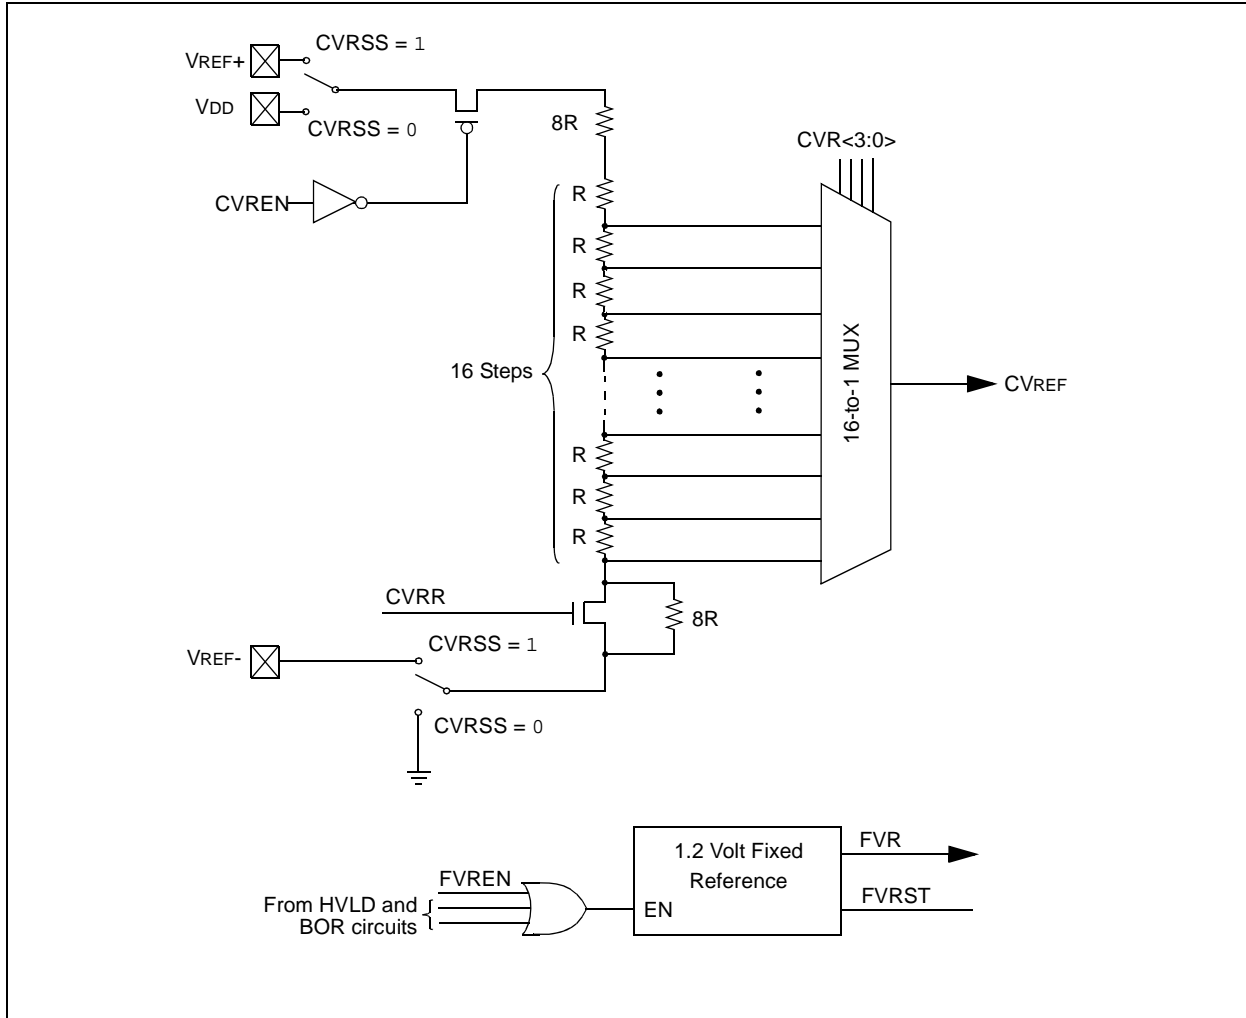 CVRSS = 1
VREF+
VDD
CVRSS = 0
8R
CVR<3:0>
CVREN
R
R
R
R
16 Steps
16-to-1 MUX
CVREF
R
R
R
CVRR
8R
CVRSS = 1
VREF-
CVRSS = 0
1.2 Volt Fixed
Reference
FVR
FVREN
From HVLD and
BOR circuits
EN
FVRST